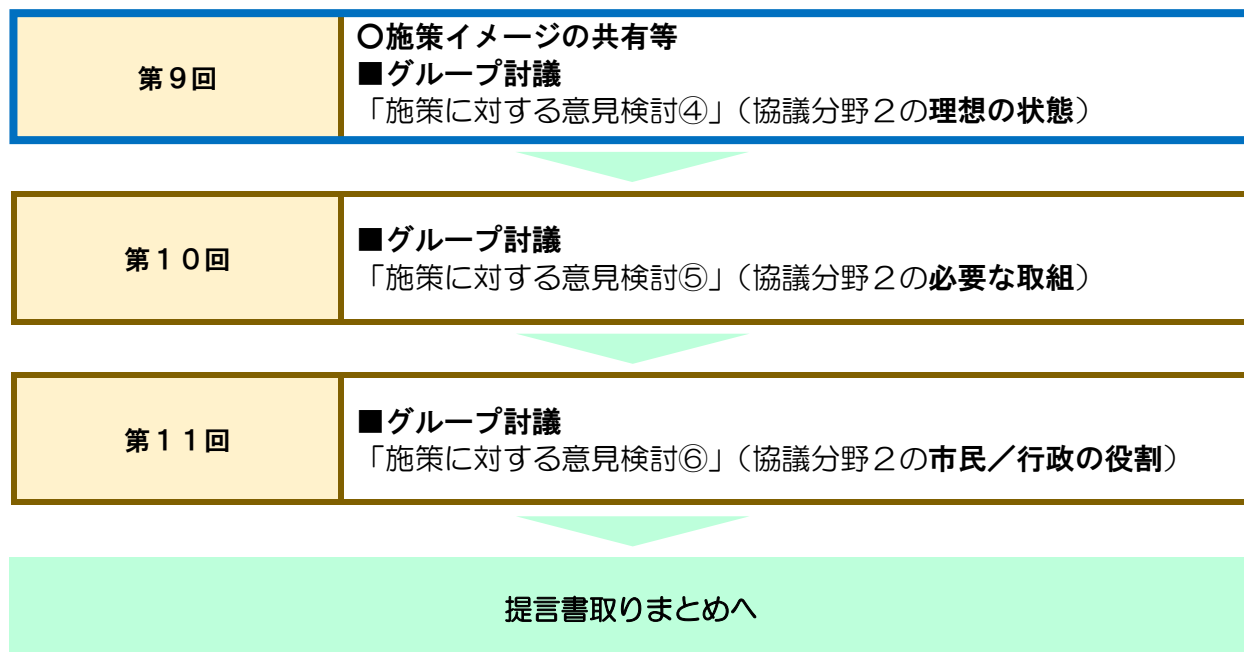 第９回
〇施策イメージの共有等
■グループ討議
「施策に対する意見検討④」（協議分野２の理想の状態）
第１０回
■グループ討議
「施策に対する意見検討⑤」（協議分野２の必要な取組）
第１１回
■グループ討議
「施策に対する意見検討⑥」（協議分野２の市民／行政の役割）
提言書取りまとめへ